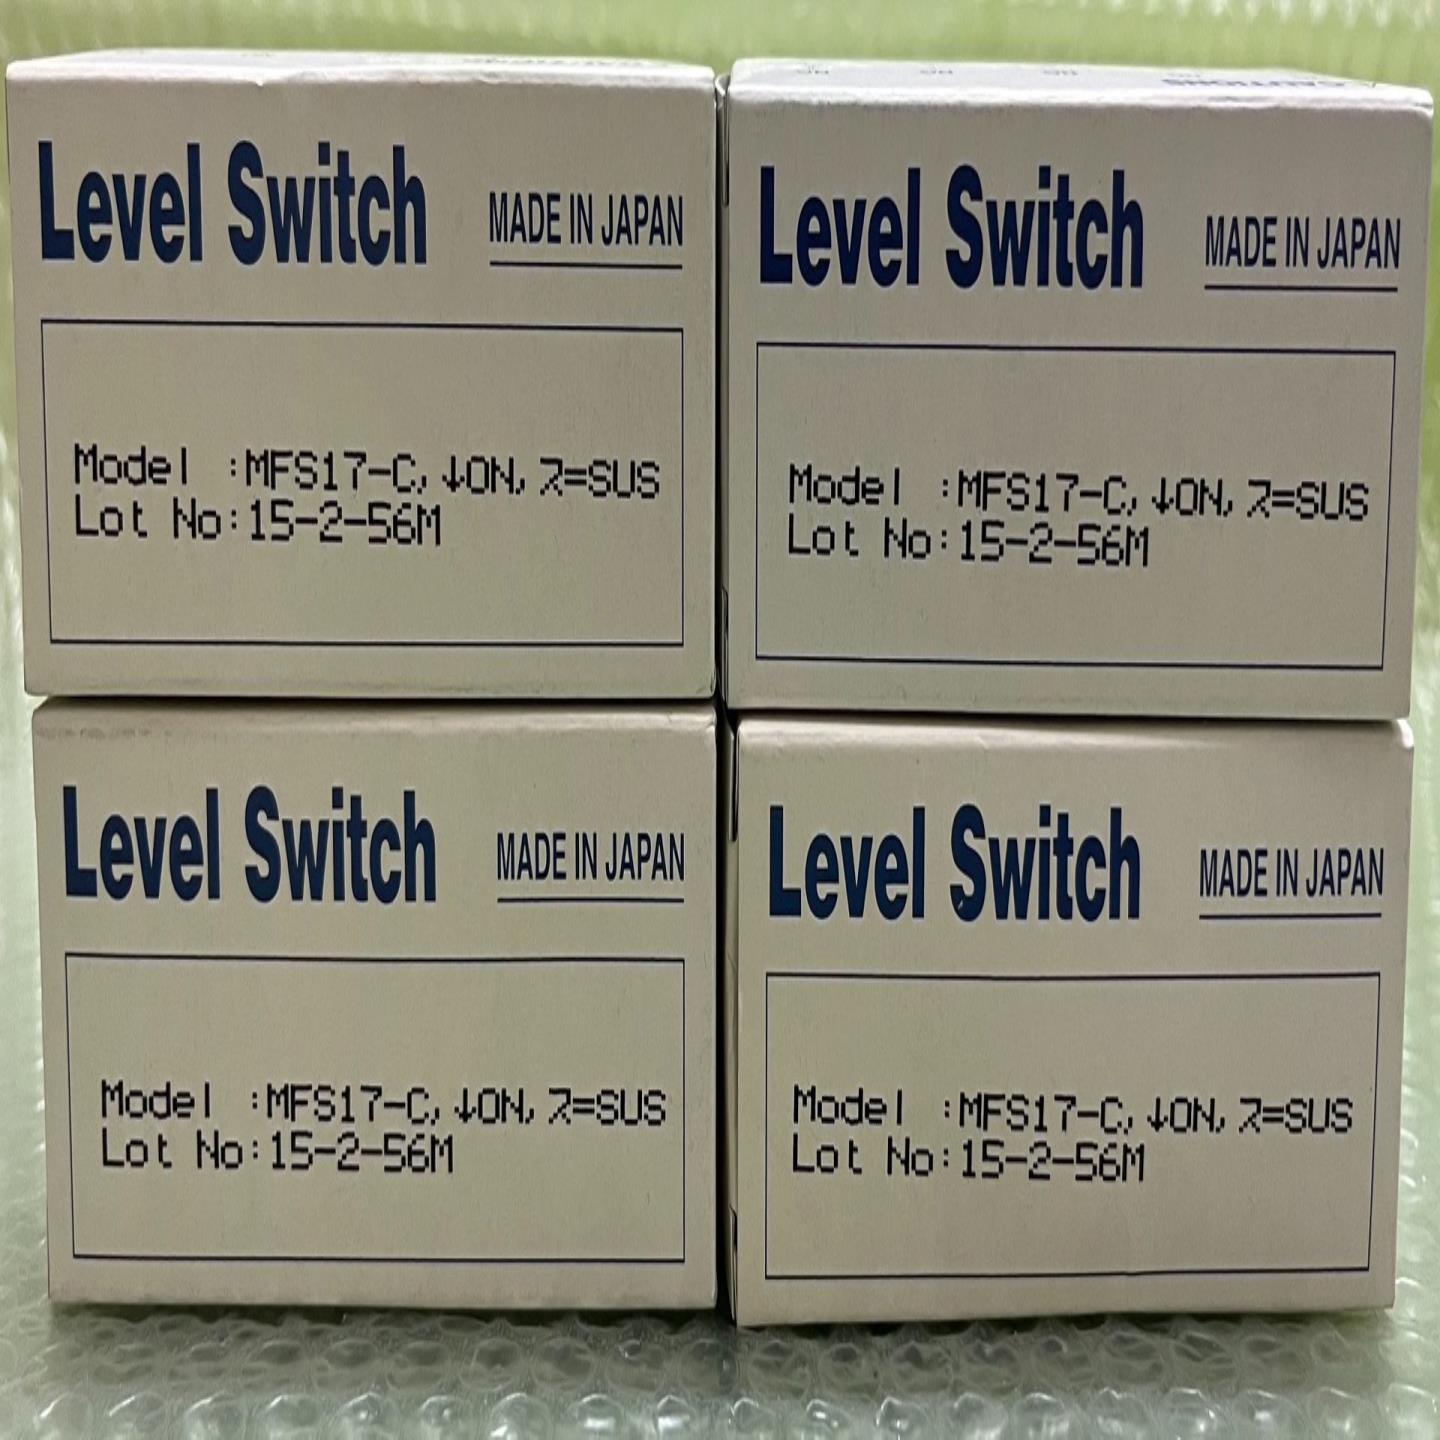 CAUTIONS
Level Switch MADE IN JAPAN
Model :MFS17-C, ↓ON, ス=SUS
Lot No:15-2-56M
Level Switch MADE IN JAPAN
Model :MFS17-C, ↓ON, ス=SUS
Lot No:15-2-56M
Level Switch MADE IN JAPAN
Model :MFS17-C, ↓ON, ス=SUS
Lot No:15-2-56M
Level Switch MADE IN JAPAN
Model :MFS17-C, ↓ON, ス=SUS
Lot No:15-2-56M